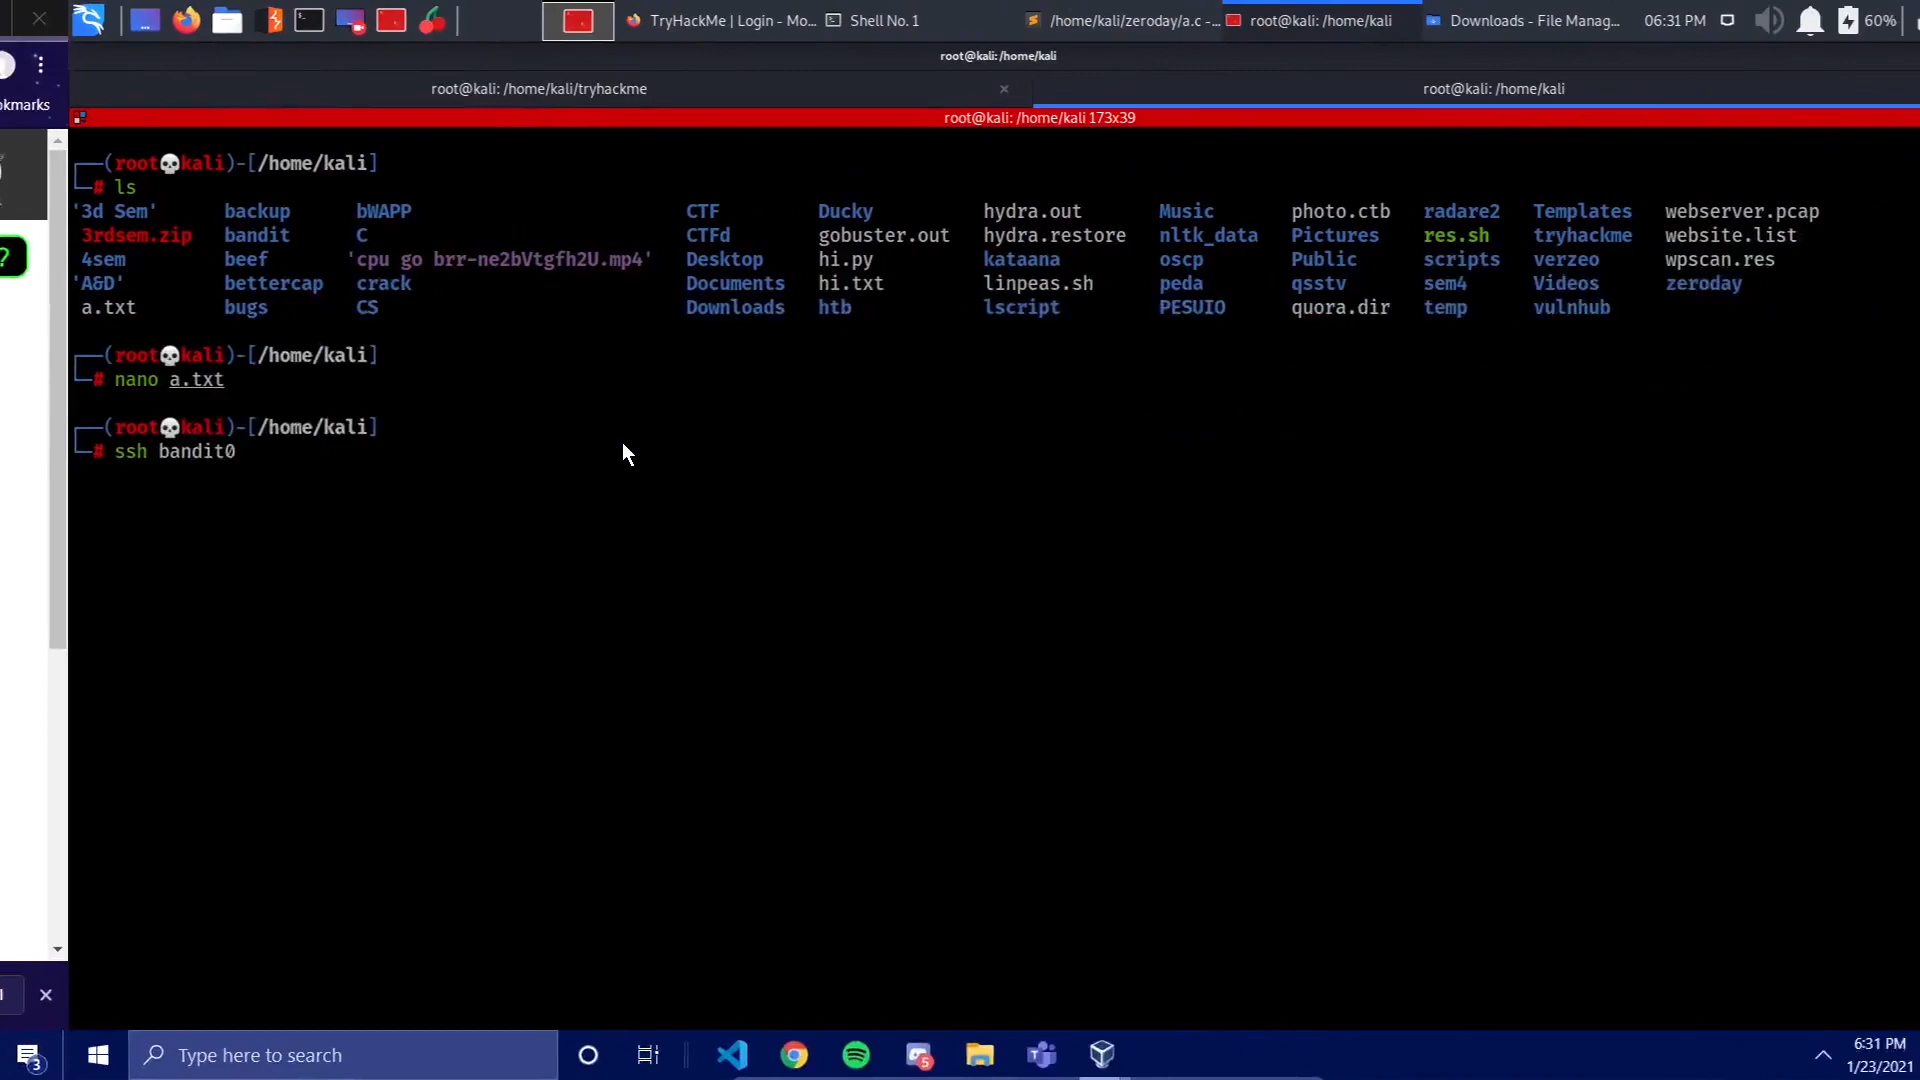 TryHackMe | Login - Mo...
Shell No. 1
/home/kali/zeroday/a.c -...
root@kali: /home/kali
Downloads - File Manag...
06:31 PM
60%
root@kali: /home/kali
okmarks
root@kali: /home/kali/tryhackme
root@kali: /home/kali
root@kali: /home/kali 173x39
┌──(root💀kali)-[/home/kali]
└─# ls
'3d Sem' backup bWAPP CTF Ducky hydra.out Music photo.ctb radare2 Templates webserver.pcap
3rdsem.zip bandit C CTFd gobuster.out hydra.restore nltk_data Pictures res.sh tryhackme website.list
4sem beef 'cpu go brr-ne2bVtgfh2U.mp4' Desktop hi.py kataana oscp Public scripts verzeo wpscan.res
'A&D' bettercap crack Documents hi.txt linpeas.sh peda qsstv sem4 Videos zeroday
a.txt bugs CS Downloads htb lscript PESUIO quora.dir temp vulnhub
┌──(root💀kali)-[/home/kali]
└─# nano a.txt
┌──(root💀kali)-[/home/kali]
└─# ssh bandit0
?
3
Type here to search
5
6:31 PM
1/23/2021